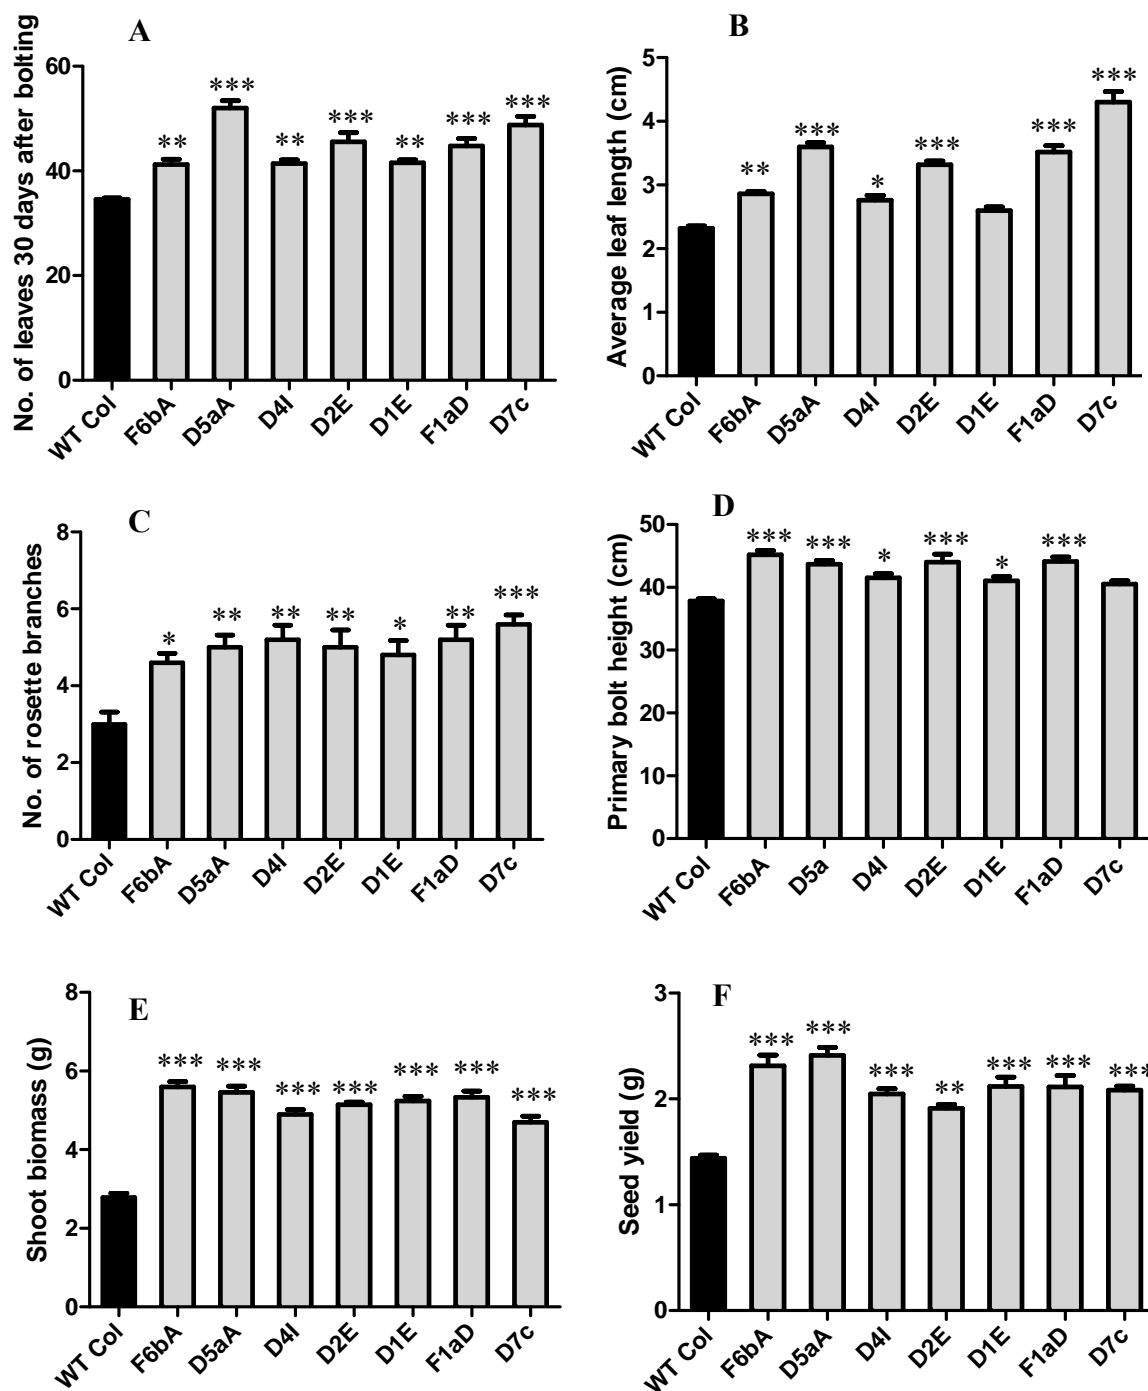 A
No. of leaves 30 days after bolting
60
40
20
0
** *** ** *** ** *** ***
WT Col F6bA D5aA D4I D2E D1E F1aD D7c
B
Average leaf length (cm)
5
4
3
2
1
0
** *** * *** *** ***
WT Col F6bA D5aA D4I D2E D1E F1aD D7c
C
No. of rosette branches
8
6
4
2
0
* ** ** ** * ** ***
WT Col F6bA D5aA D4I D2E D1E F1aD D7c
D
Primary bolt height (cm)
50
40
30
20
10
0
*** *** * *** * ***
WT Col F6bA D5a D4I D2E D1E F1aD D7c
E
Shoot biomass (g)
8
6
4
2
0
*** *** *** *** *** *** ***
WT Col F6bA D5aA D4I D2E D1E F1aD D7c
F
Seed yield (g)
3
2
1
0
*** *** *** ** *** *** ***
WT Col F6bA D5aA D4I D2E D1E F1aD D7c